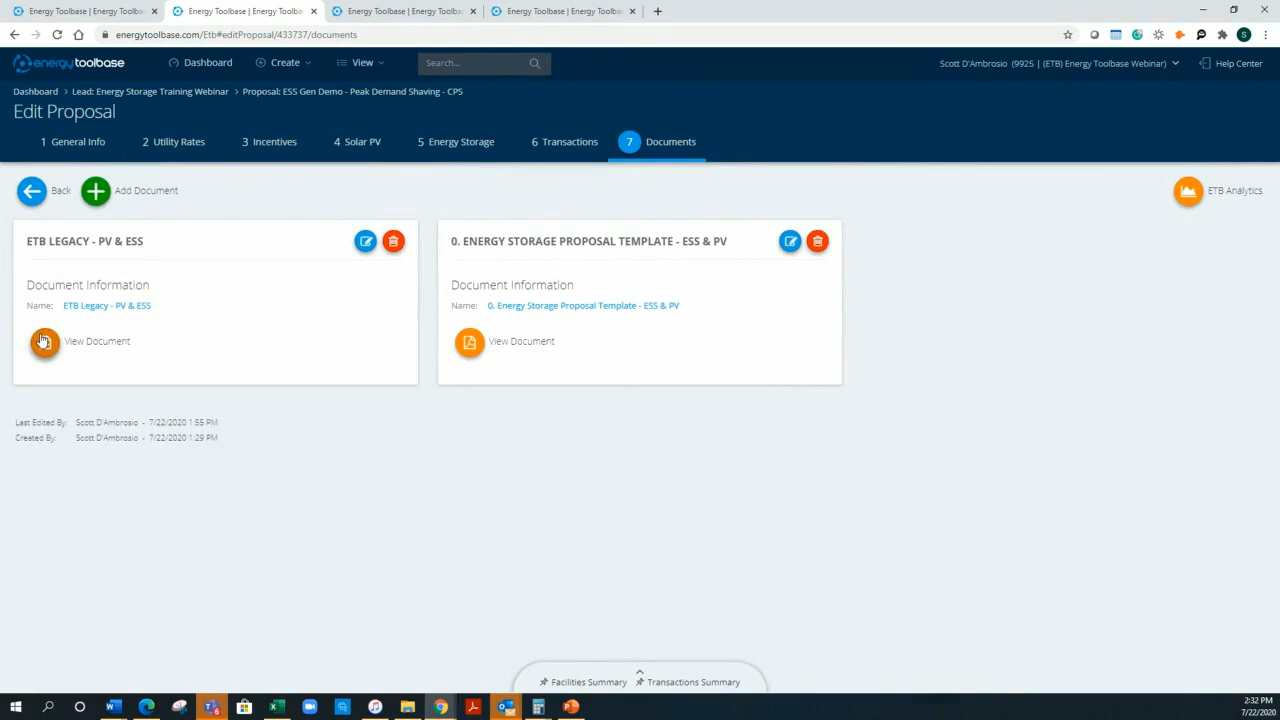 Energy Toolbase | Energy Toolba
Energy Toolbase | Energy Toolba
Energy Toolbase | Energy Toolba
Energy Toolbase | Energy Toolba
energytoolbase.com/Etb#editProposal/433737/documents
energytoolbase
Dashboard
Create
View
Search...
Scott D'Ambrosio (9925 | (ETB) Energy Toolbase Webinar)
Help Center
Dashboard > Lead: Energy Storage Training Webinar > Proposal: ESS Gen Demo - Peak Demand Shaving - CPS
Edit Proposal
1 General Info
2 Utility Rates
3 Incentives
4 Solar PV
5 Energy Storage
6 Transactions
7 Documents
Back
Add Document
ETB Analytics
ETB LEGACY - PV & ESS
Document Information
Name: ETB Legacy - PV & ESS
View Document
0. ENERGY STORAGE PROPOSAL TEMPLATE - ESS & PV
Document Information
Name: 0. Energy Storage Proposal Template - ESS & PV
View Document
Last Edited By: Scott D'Ambrosio - 7/22/2020 1:55 PM
Created By: Scott D'Ambrosio - 7/22/2020 1:29 PM
Facilities Summary
Transactions Summary
2:32 PM
7/22/2020